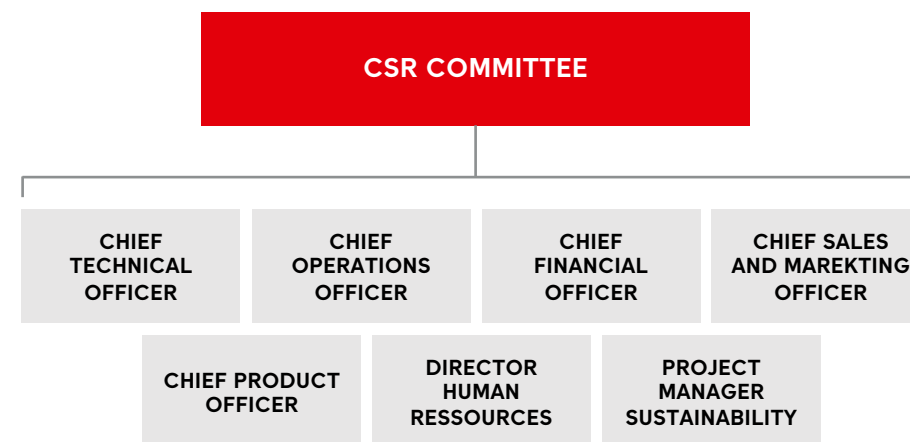 CSR COMMITTEE
CHIEF
TECHNICAL
OFFICER
CHIEF
OPERATIONS
OFFICER
CHIEF
FINANCIAL
OFFICER
CHIEF SALES
AND MAREKTING
OFFICER
CHIEF PRODUCT
OFFICER
DIRECTOR
HUMAN
RESSOURCES
PROJECT
MANAGER
SUSTAINABILITY